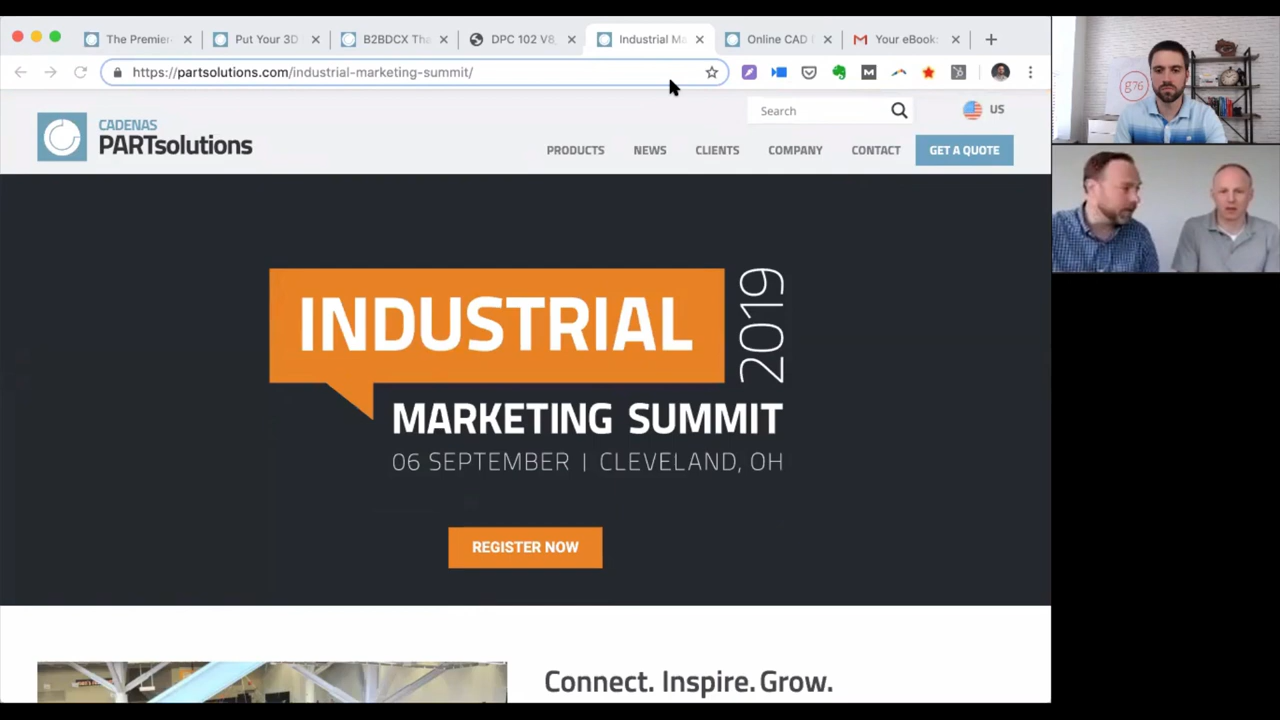 The Premier
Put Your 3D
B2BDCX Tha
DPC 102 V8
Industrial Ma
Online CAD
Your eBook:
https://partsolutions.com/industrial-marketing-summit/
g76
CADENAS
PARTsolutions
Search
US
PRODUCTS
NEWS
CLIENTS
COMPANY
CONTACT
GET A QUOTE
INDUSTRIAL
2019
MARKETING SUMMIT
06 SEPTEMBER | CLEVELAND, OH
REGISTER NOW
Connect. Inspire. Grow.